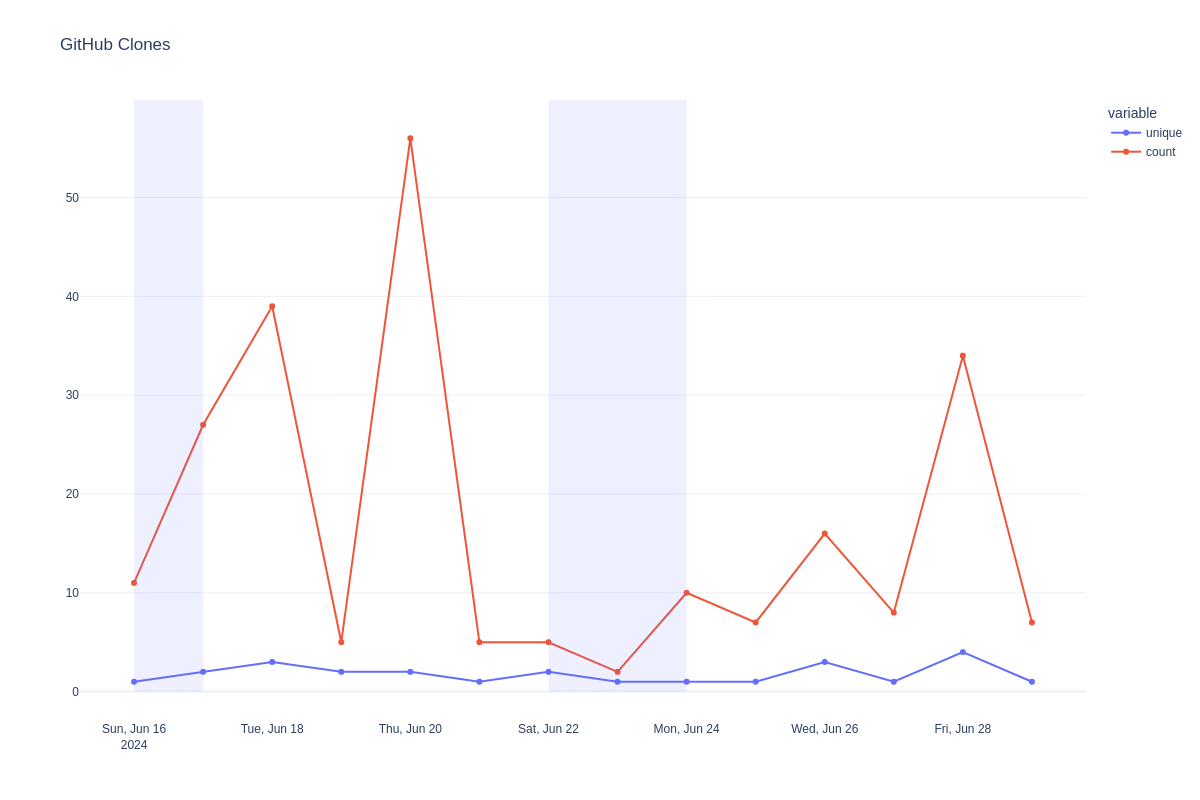 GitHub Clones
variable
unique
count
50
40
30
20
10
0
Sun, Jun 16
2024
Tue, Jun 18
Thu, Jun 20
Sat, Jun 22
Mon, Jun 24
Wed, Jun 26
Fri, Jun 28